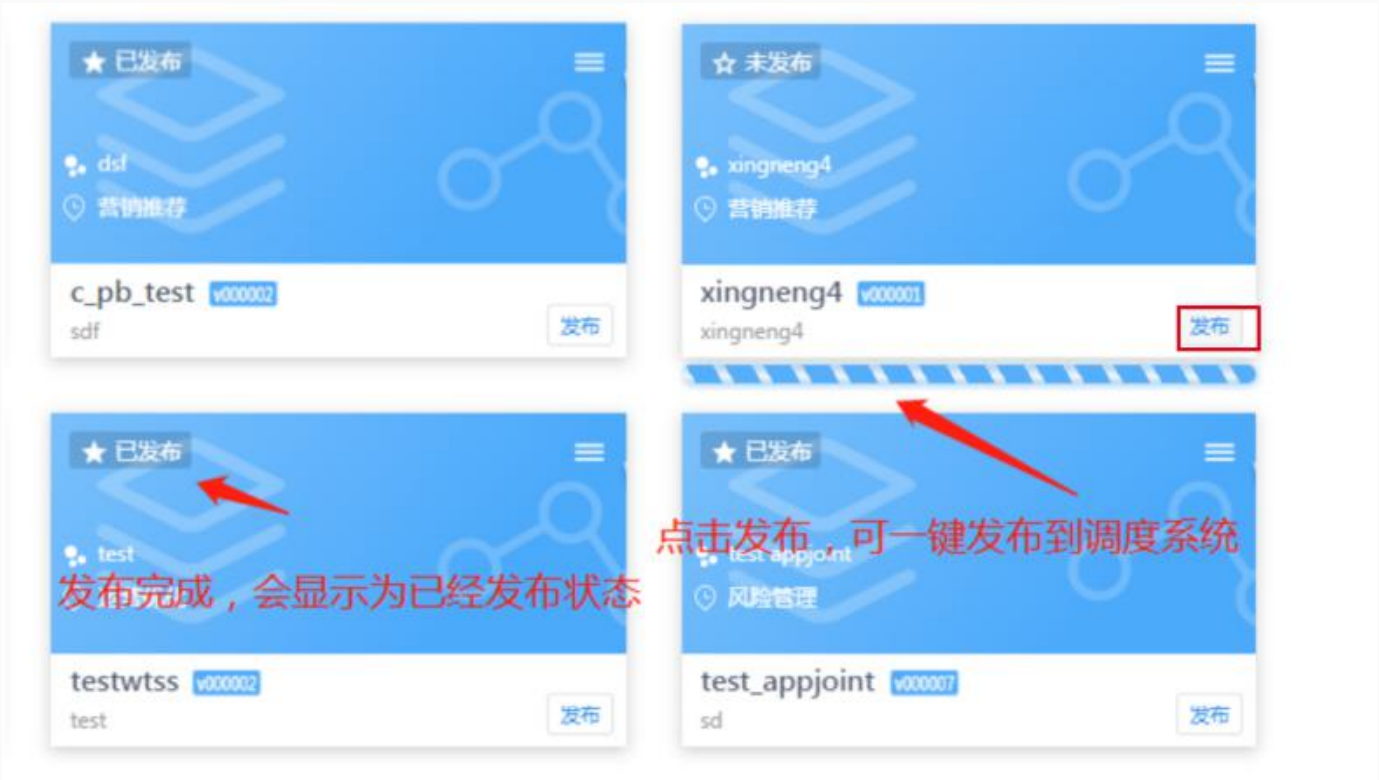 已发布
dsf
营销推荐
c_pb_test v000002
sdf
发布
未发布
xingneng4
营销推荐
xingneng4 v000001
xingneng4
发布
已发布
test
发布完成，会显示为已经发布状态
testwtss v000002
test
发布
已发布
点击发布，可一键发布到调度系统
test appjoint
风险管理
test_appjoint v000007
sd
发布